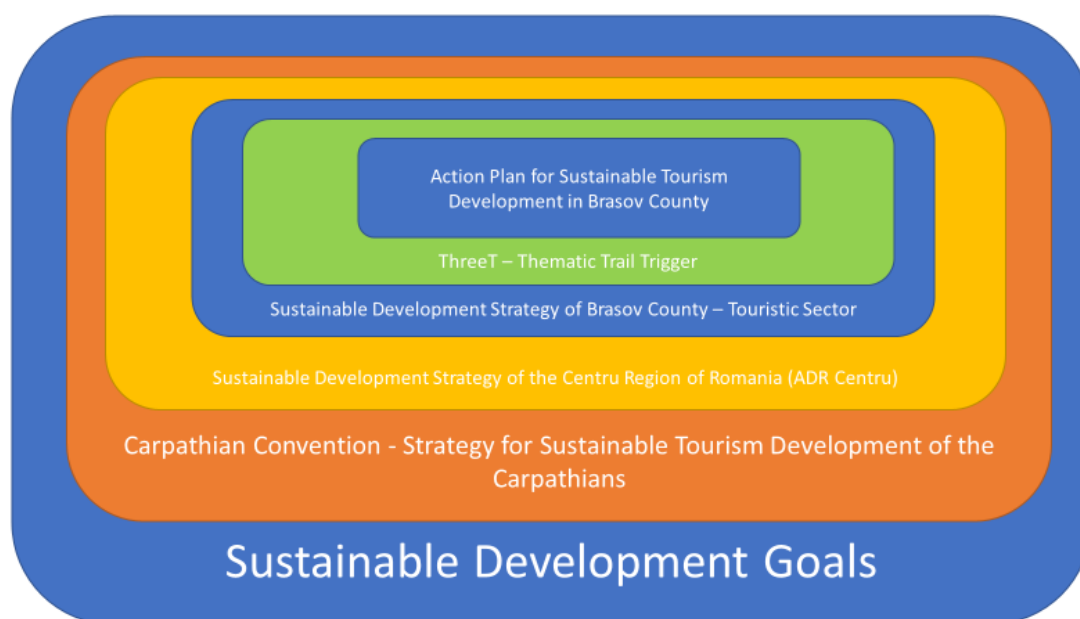 Action Plan for Sustainable Tourism
Development in Brasov County
ThreeT – Thematic Trail Trigger
Sustainable Development Strategy of Brasov County – Touristic Sector
Sustainable Development Strategy of the Centru Region of Romania (ADR Centru)
Carpathian Convention - Strategy for Sustainable Tourism Development of the
Carpathians
Sustainable Development Goals